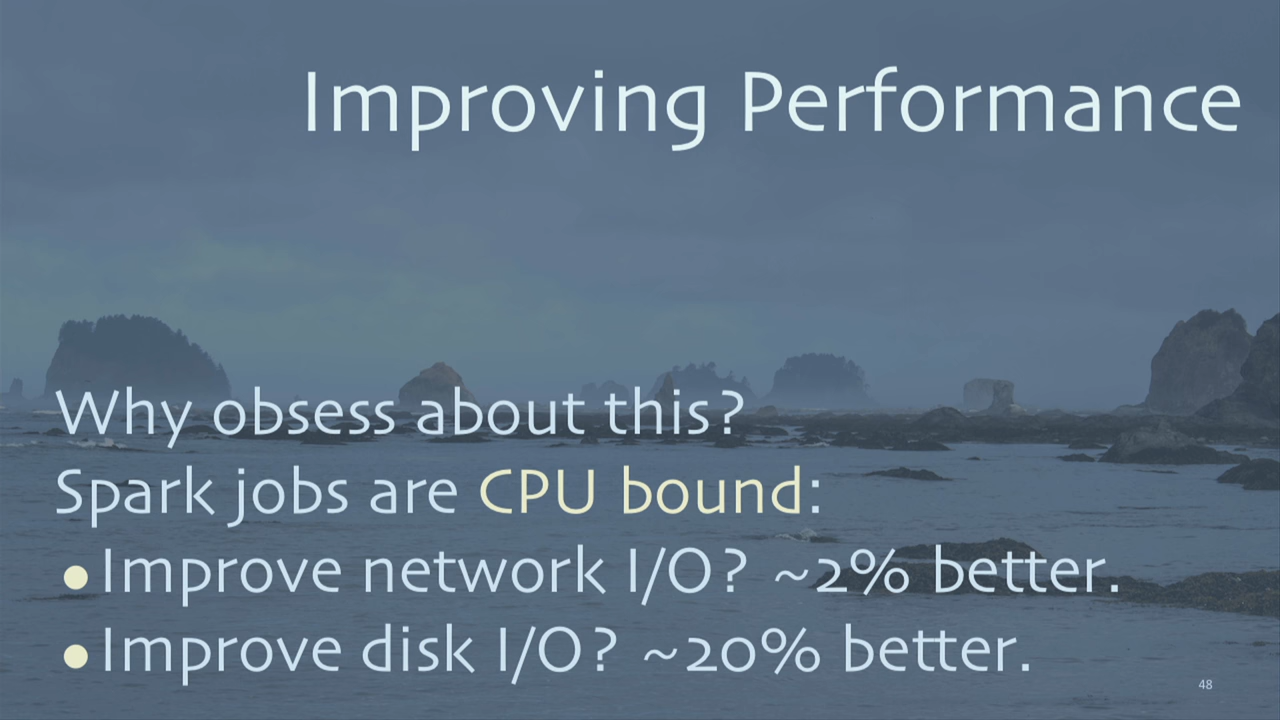 Improving Performance
Why obsess about this?
Spark jobs are CPU bound:
• Improve network I/O? ~2% better.
• Improve disk I/O? ~20% better.
48